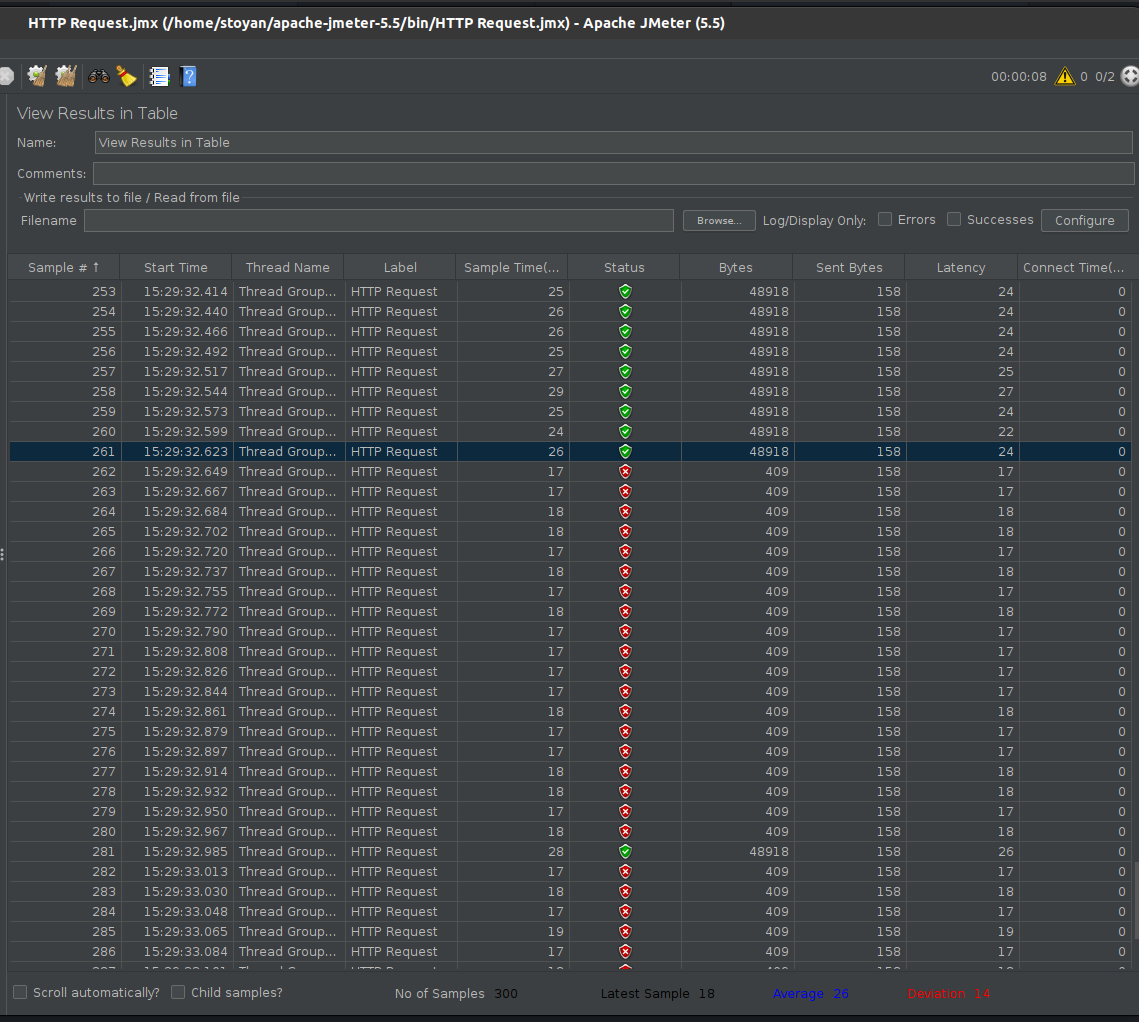 HTTP Request.jmx (/home/stoyan/apache-jmeter-5.5/bin/HTTP Request.jmx) - Apache JMeter (5.5)
00:00:08 0 0/2
View Results in Table
Name: View Results in Table
Comments:
Write results to file / Read from file
Filename Browse... Log/Display Only: Errors Successes Configure
Sample # ↑ Start Time Thread Name Label Sample Time(... Status Bytes Sent Bytes Latency Connect Time(...
253 15:29:32.414 Thread Group... HTTP Request 25 48918 158 24 0
254 15:29:32.440 Thread Group... HTTP Request 26 48918 158 24 0
255 15:29:32.466 Thread Group... HTTP Request 26 48918 158 24 0
256 15:29:32.492 Thread Group... HTTP Request 25 48918 158 24 0
257 15:29:32.517 Thread Group... HTTP Request 27 48918 158 25 0
258 15:29:32.544 Thread Group... HTTP Request 29 48918 158 27 0
259 15:29:32.573 Thread Group... HTTP Request 25 48918 158 24 0
260 15:29:32.599 Thread Group... HTTP Request 24 48918 158 22 0
261 15:29:32.623 Thread Group... HTTP Request 26 48918 158 24 0
262 15:29:32.649 Thread Group... HTTP Request 17 409 158 17 0
263 15:29:32.667 Thread Group... HTTP Request 17 409 158 17 0
264 15:29:32.684 Thread Group... HTTP Request 18 409 158 18 0
265 15:29:32.702 Thread Group... HTTP Request 18 409 158 18 0
266 15:29:32.720 Thread Group... HTTP Request 17 409 158 17 0
267 15:29:32.737 Thread Group... HTTP Request 18 409 158 18 0
268 15:29:32.755 Thread Group... HTTP Request 17 409 158 17 0
269 15:29:32.772 Thread Group... HTTP Request 18 409 158 18 0
270 15:29:32.790 Thread Group... HTTP Request 17 409 158 17 0
271 15:29:32.808 Thread Group... HTTP Request 17 409 158 17 0
272 15:29:32.826 Thread Group... HTTP Request 17 409 158 17 0
273 15:29:32.844 Thread Group... HTTP Request 17 409 158 17 0
274 15:29:32.861 Thread Group... HTTP Request 18 409 158 18 0
275 15:29:32.879 Thread Group... HTTP Request 17 409 158 17 0
276 15:29:32.897 Thread Group... HTTP Request 17 409 158 17 0
277 15:29:32.914 Thread Group... HTTP Request 18 409 158 18 0
278 15:29:32.932 Thread Group... HTTP Request 18 409 158 18 0
279 15:29:32.950 Thread Group... HTTP Request 17 409 158 17 0
280 15:29:32.967 Thread Group... HTTP Request 18 409 158 18 0
281 15:29:32.985 Thread Group... HTTP Request 28 48918 158 26 0
282 15:29:33.013 Thread Group... HTTP Request 17 409 158 17 0
283 15:29:33.030 Thread Group... HTTP Request 18 409 158 18 0
284 15:29:33.048 Thread Group... HTTP Request 17 409 158 17 0
285 15:29:33.065 Thread Group... HTTP Request 19 409 158 19 0
286 15:29:33.084 Thread Group... HTTP Request 17 409 158 17 0
Scroll automatically? Child samples? No of Samples 300 Latest Sample 18 Average 26 Deviation 14